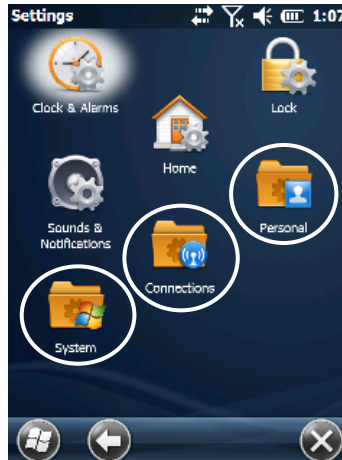 Settings 1:07
Clock & Alarms
Lock
Home
Sounds &
Notifications
Personal
Connections
System